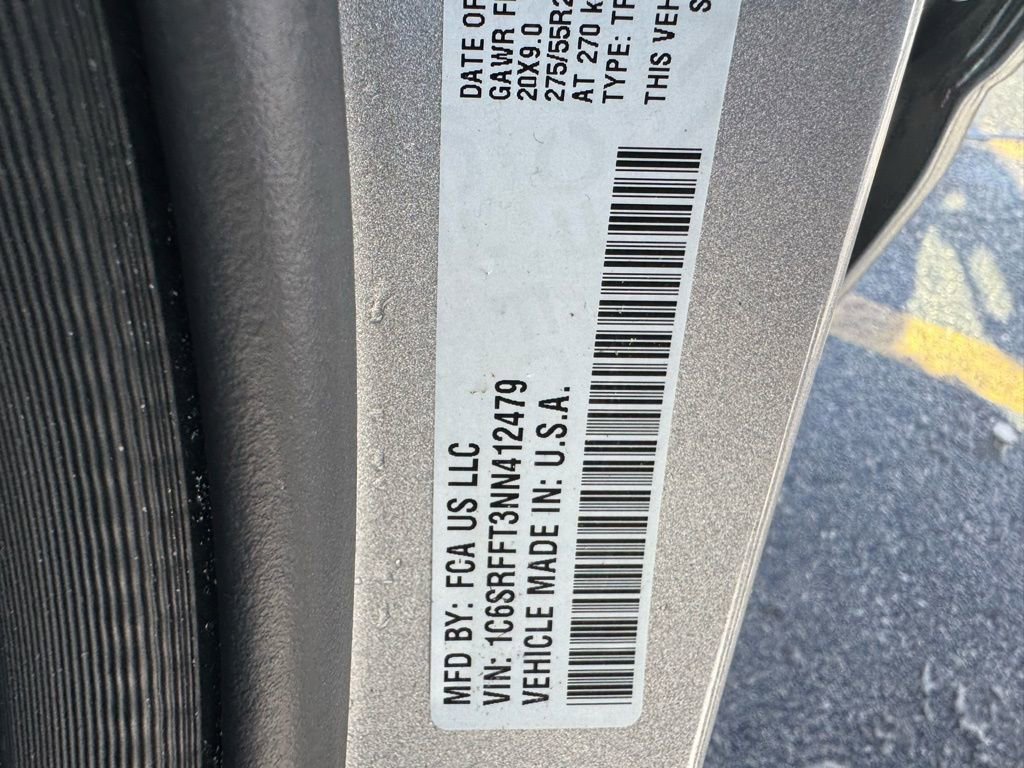 MFD BY: FCA US LLC
VIN: 1C6SRFFT3NN412479
VEHICLE MADE IN: U.S.A.
DATE OF
GAWR
20X9.0
275/55R2
AT 270 k
TYPE:
THIS VEH